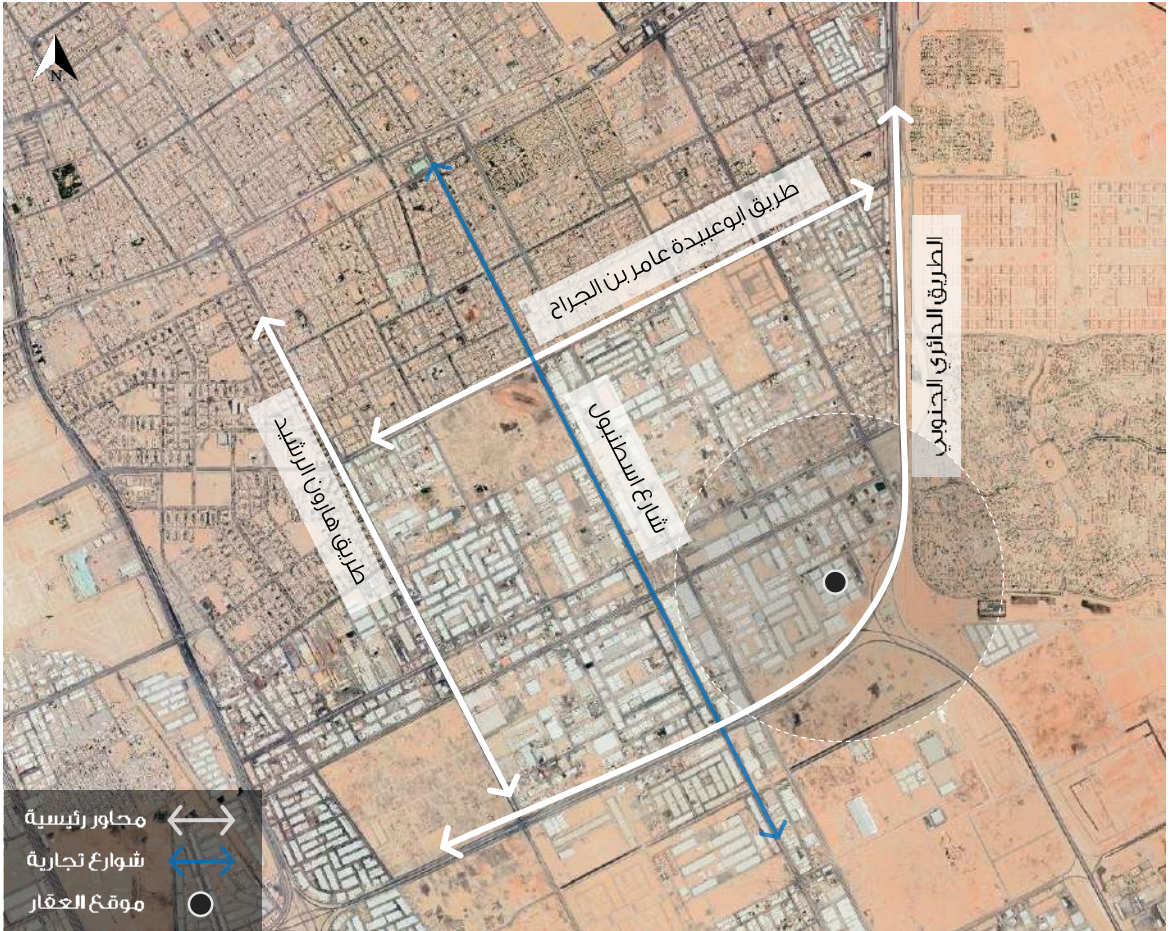 N
طريق ابوعبيدة عامر بن الجراح
الطريق الدائري الجنوبي
شارع اسطنبول
طريق هارون الرشيد
محاور رئيسية
شوارع تجارية
موقع العقار